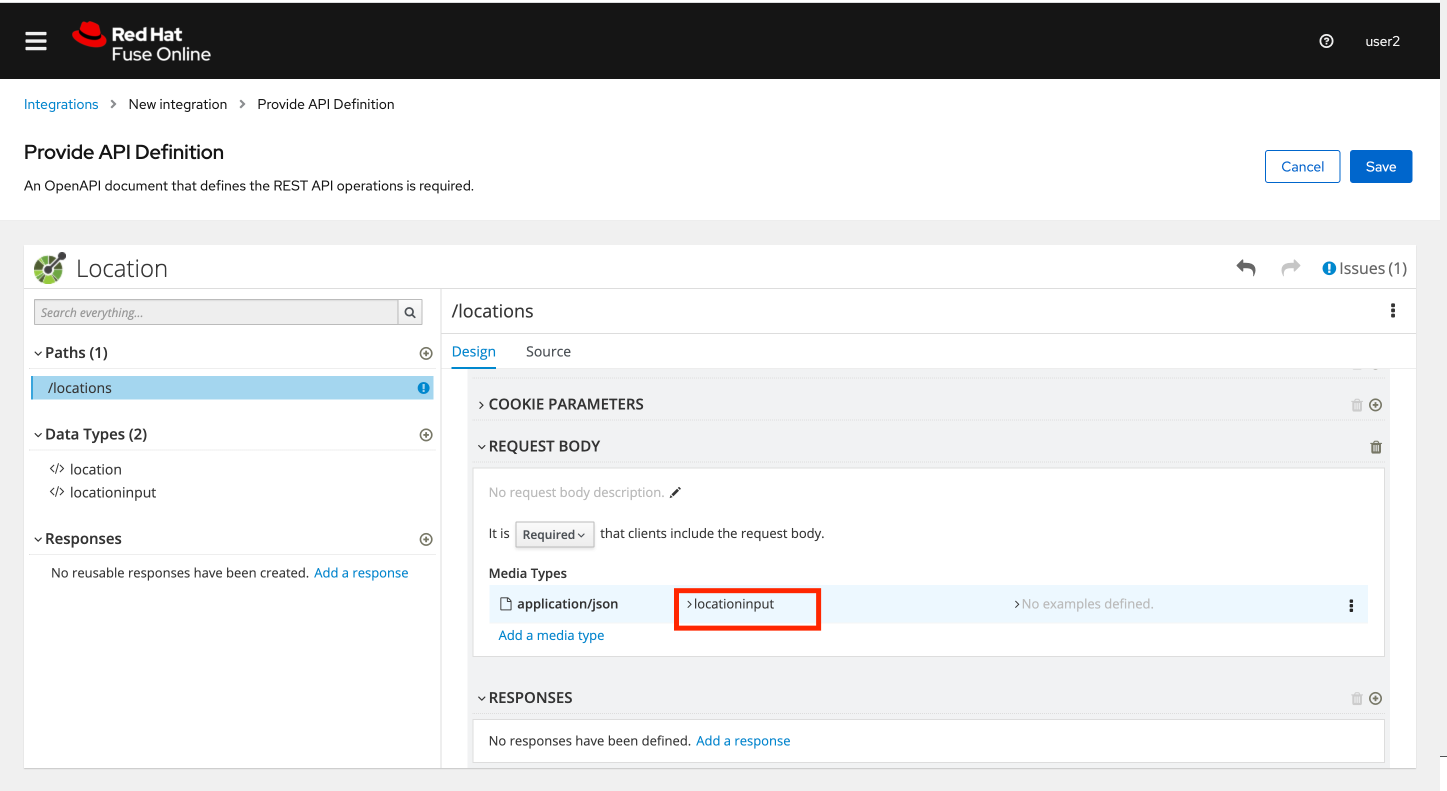 Red Hat
Fuse Online
user2
Integrations > New integration > Provide API Definition
Provide API Definition
An OpenAPI document that defines the REST API operations is required.
Cancel
Save
Location
Issues (1)
Search everything...
Paths (1)
/locations
Data Types (2)
</> location
</> locationinput
Responses
No reusable responses have been created. Add a response
/locations
Design Source
COOKIE PARAMETERS
REQUEST BODY
No request body description.
It is Required that clients include the request body.
Media Types
application/json >locationinput >No examples defined.
Add a media type
RESPONSES
No responses have been defined. Add a response